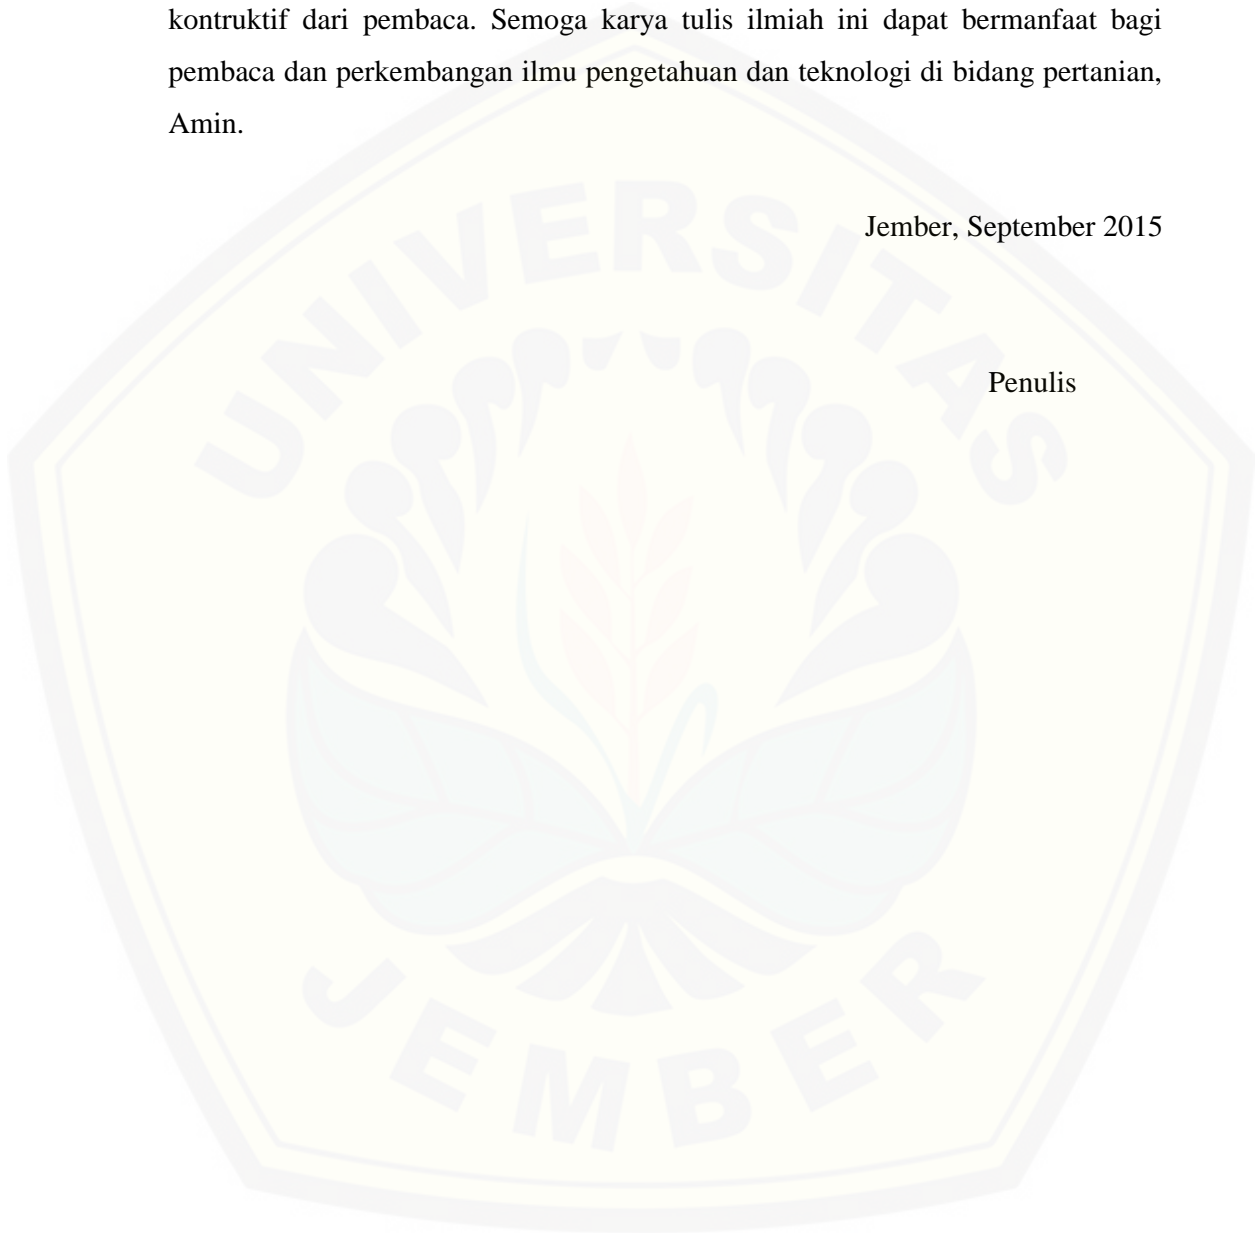 kontruktif dari pembaca. Semoga karya tulis ilmiah ini dapat bermanfaat bagi
pembaca dan perkembangan ilmu pengetahuan dan teknologi di bidang pertanian,
Amin.
Jember, September 2015
Penulis
UNIVERSITAS
JEMBER